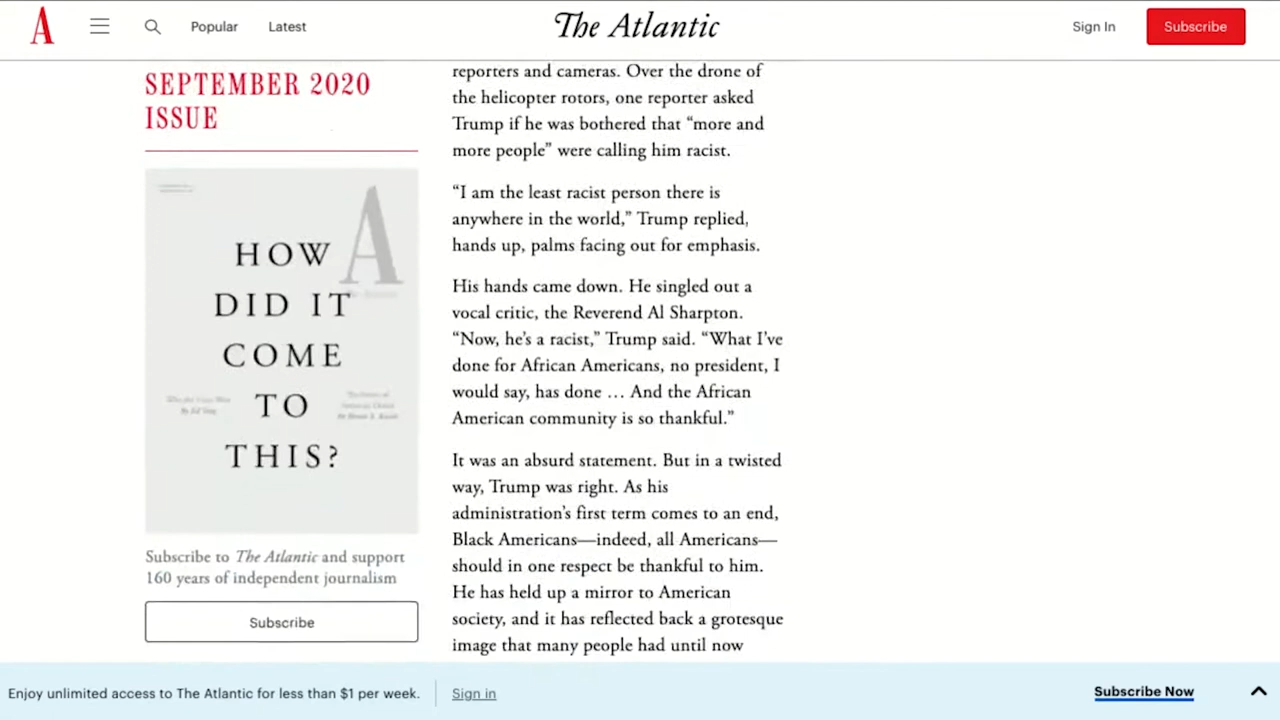 A
Popular
Latest
The Atlantic
Sign In
Subscribe
SEPTEMBER 2020
ISSUE
A
HOW
DID IT
COME
TO
THIS?
Subscribe to The Atlantic and support
160 years of independent journalism
Subscribe
reporters and cameras. Over the drone of
the helicopter rotors, one reporter asked
Trump if he was bothered that “more and
more people” were calling him racist.
“I am the least racist person there is
anywhere in the world,” Trump replied,
hands up, palms facing out for emphasis.
His hands came down. He singled out a
vocal critic, the Reverend Al Sharpton.
“Now, he’s a racist,” Trump said. “What I’ve
done for African Americans, no president, I
would say, has done … And the African
American community is so thankful.”
It was an absurd statement. But in a twisted
way, Trump was right. As his
administration’s first term comes to an end,
Black Americans—indeed, all Americans—
should in one respect be thankful to him.
He has held up a mirror to American
society, and it has reflected back a grotesque
image that many people had until now
Enjoy unlimited access to The Atlantic for less than $1 per week.
Sign in
Subscribe Now